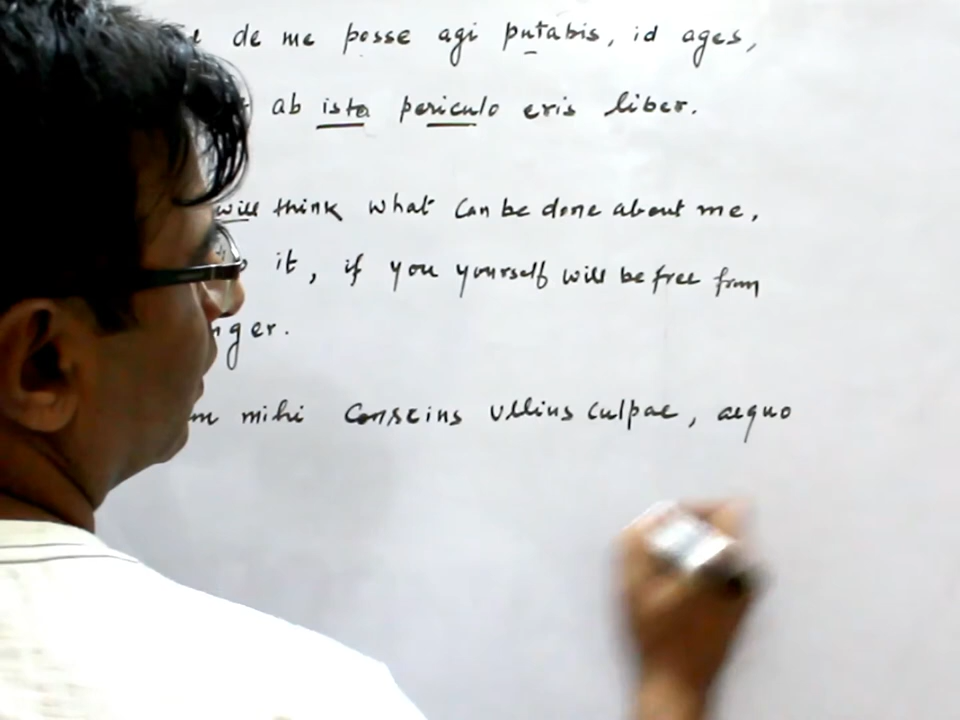 de me posse agi putabis, id ages,
ab isto periculo eris liber.
will think what can be done about me,
it, if you yourself will be free from
nger.
m mihi conscius ullius culpae, aequo